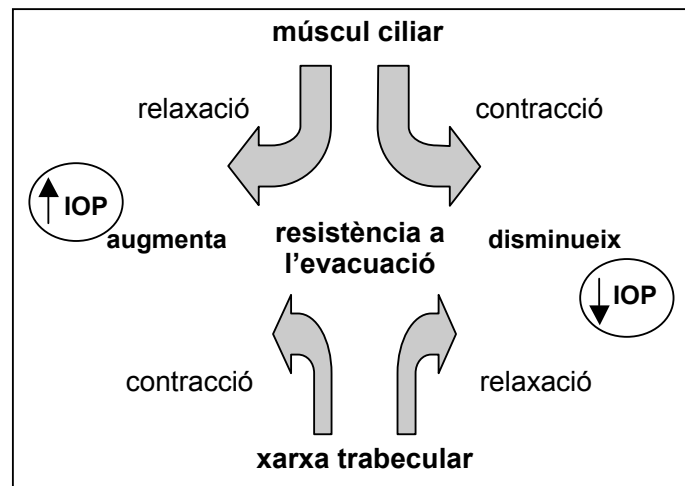 múscul ciliar
relaxació
contracció
IOP
augmenta
resistència a
l’evacuació
disminueix
IOP
contracció
relaxació
xarxa trabecular